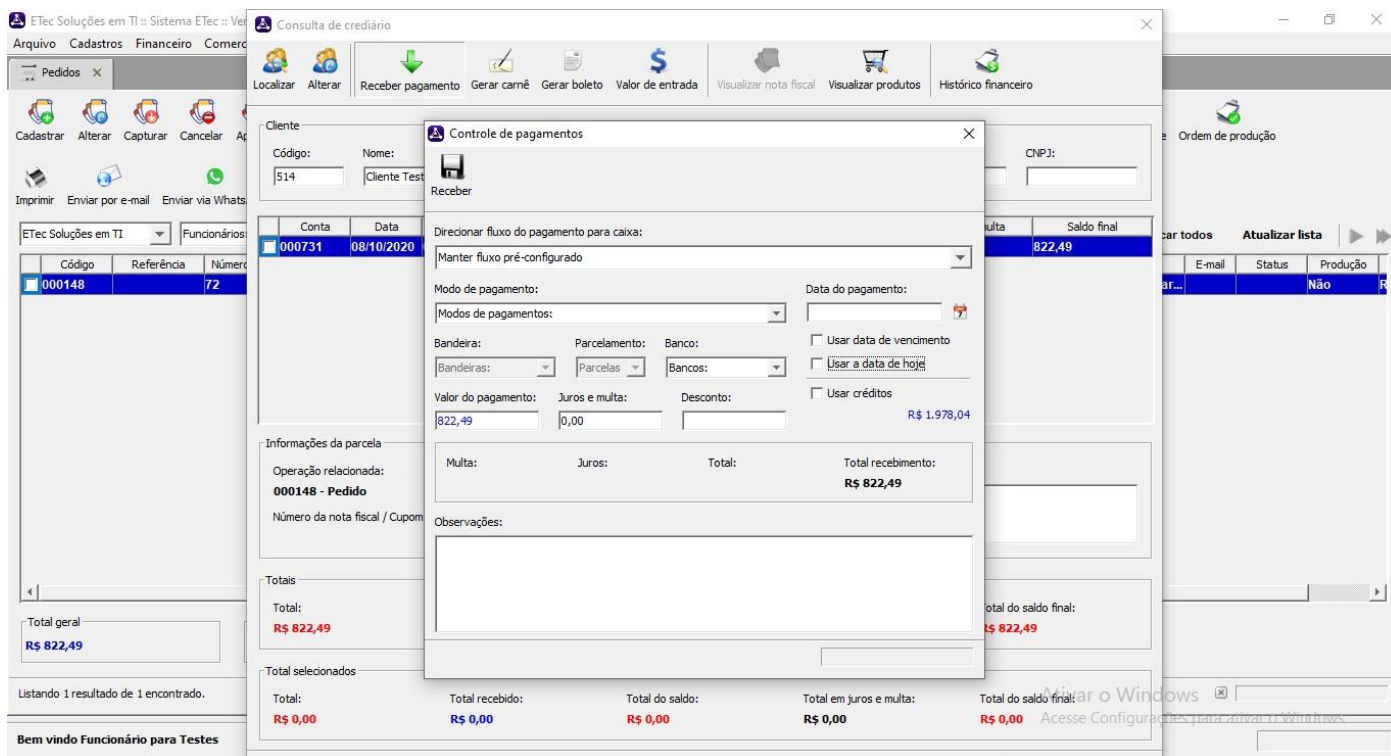 ETec Soluções em TI :: Sistema ETec :: Ver
Arquivo Cadastros Financeiro Comerc
Pedidos X
Cadastrar Alterar Capturar Cancelar
Imprimir Enviar por e-mail Enviar via Whats
ETec Soluções em TI Funcionários:
Código Referência Número
000148 72
Total geral
R$ 822,49
Listando 1 resultado de 1 encontrado.
Bem vindo Funcionário para Testes
Consulta de crediário
Localizar Alterar Receber pagamento Gerar carnê Gerar boleto Valor de entrada Visualizar nota fiscal Visualizar produtos Histórico financeiro
Cliente
Código: Nome: CNPJ:
514 Cliente Test
Conta Data ulta Saldo final
000731 08/10/2020 822,49
Informações da parcela
Operação relacionada:
000148 - Pedido
Número da nota fiscal / Cupom
Totais
Total: otal do saldo final:
R$ 822,49 R$ 822,49
Total selecionados
Total: Total recebido: Total do saldo: Total em juros e multa: Total do saldo final:
R$ 0,00 R$ 0,00 R$ 0,00 R$ 0,00 R$ 0,00
Controle de pagamentos
Receber
Direcionar fluxo do pagamento para caixa:
Manter fluxo pré-configurado
Modo de pagamento: Data do pagamento:
Modos de pagamentos:
Usar data de vencimento
Bandeira: Parcelamento: Banco:
Usar a data de hoje
Bandeiras: Parcelas Bancos:
Usar créditos
Valor do pagamento: Juros e multa: Desconto:
R$ 1.978,04
822,49 0,00
Multa: Juros: Total: Total recebimento:
R$ 822,49
Observações:
e Ordem de produção
car todos Atualizar lista
E-mail Status Produção
ar... Não R
Ativar o Windows
Acesse Configurações para ativar o Windows.